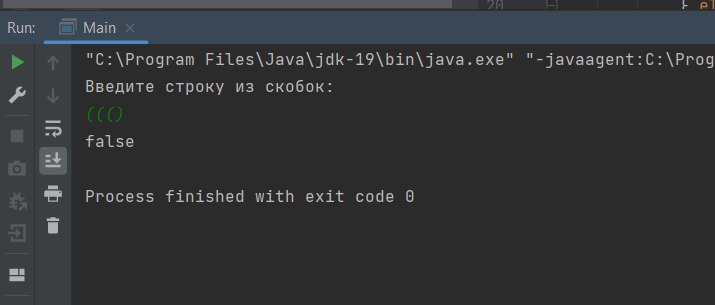 20 } el
Run: Main ×
"C:\Program Files\Java\jdk-19\bin\java.exe" "-javaagent:C:\Prog
Введите строку из скобок:
((()
false
Process finished with exit code 0